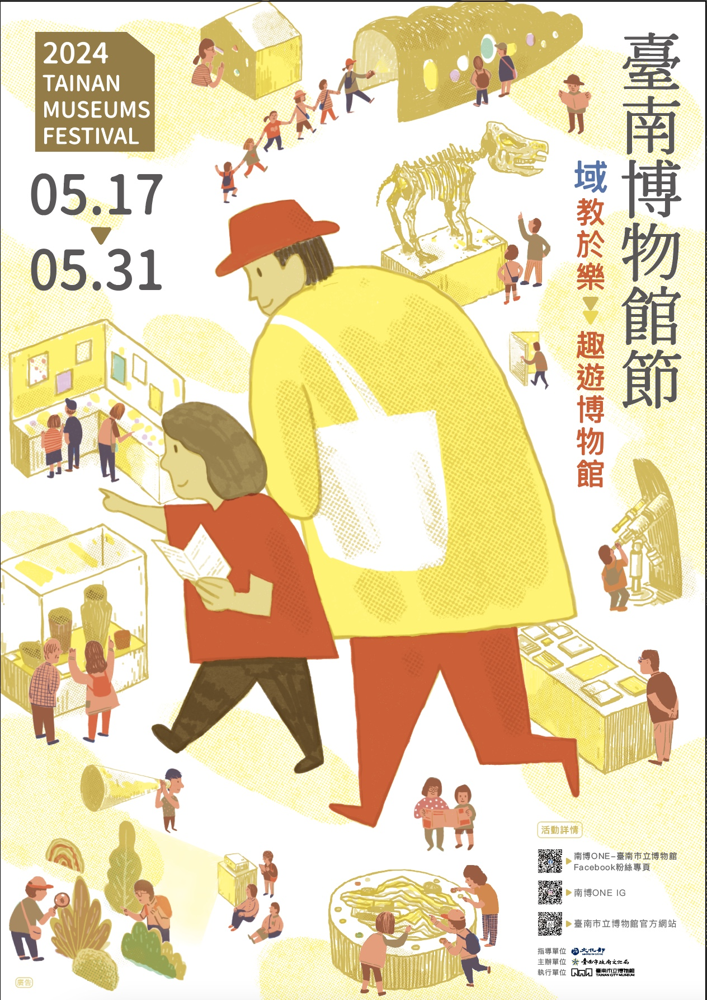 2024
TAINAN
MUSEUMS
FESTIVAL
05.17
05.31
臺南博物館節
域教於樂
趣遊博物館
活動詳情
南博ONE-臺南市立博物館
Facebook粉絲專頁
南博ONE IG
臺南市立博物館官方網站
指導單位 文化部
主辦單位 臺南市政府文化局
執行單位 臺南市立博物館
TAINAN CITY MUSEUM
廣告